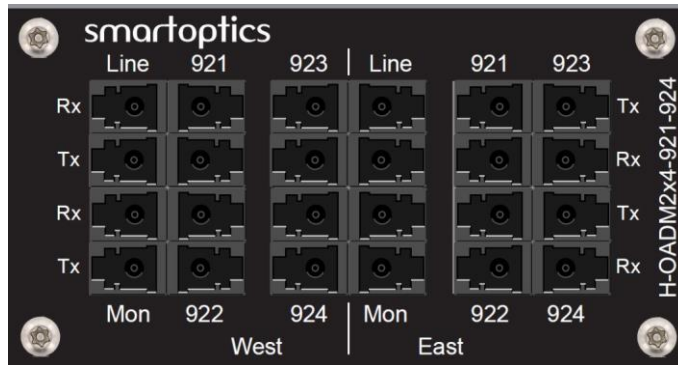 smartoptics
Line 921 923 Line 921 923
Rx Tx
Tx Rx
Rx Tx
Tx Rx
Mon 922 924 Mon 922 924
West East
H-OADM2x4-921-924